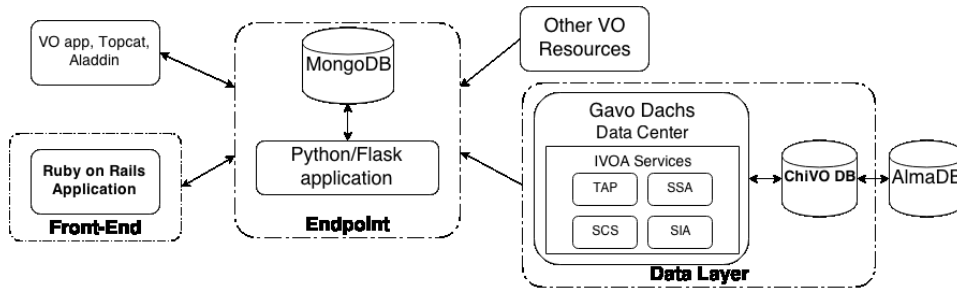 VO app, Topcat,
Aladdin
MongoDB
Other VO
Resources
Ruby on Rails
Application
Front-End
Python/Flask
application
Endpoint
Gavo Dachs
Data Center
IVOA Services
TAP
SSA
SCS
SIA
ChiVO DB
AlmaDB
Data Layer